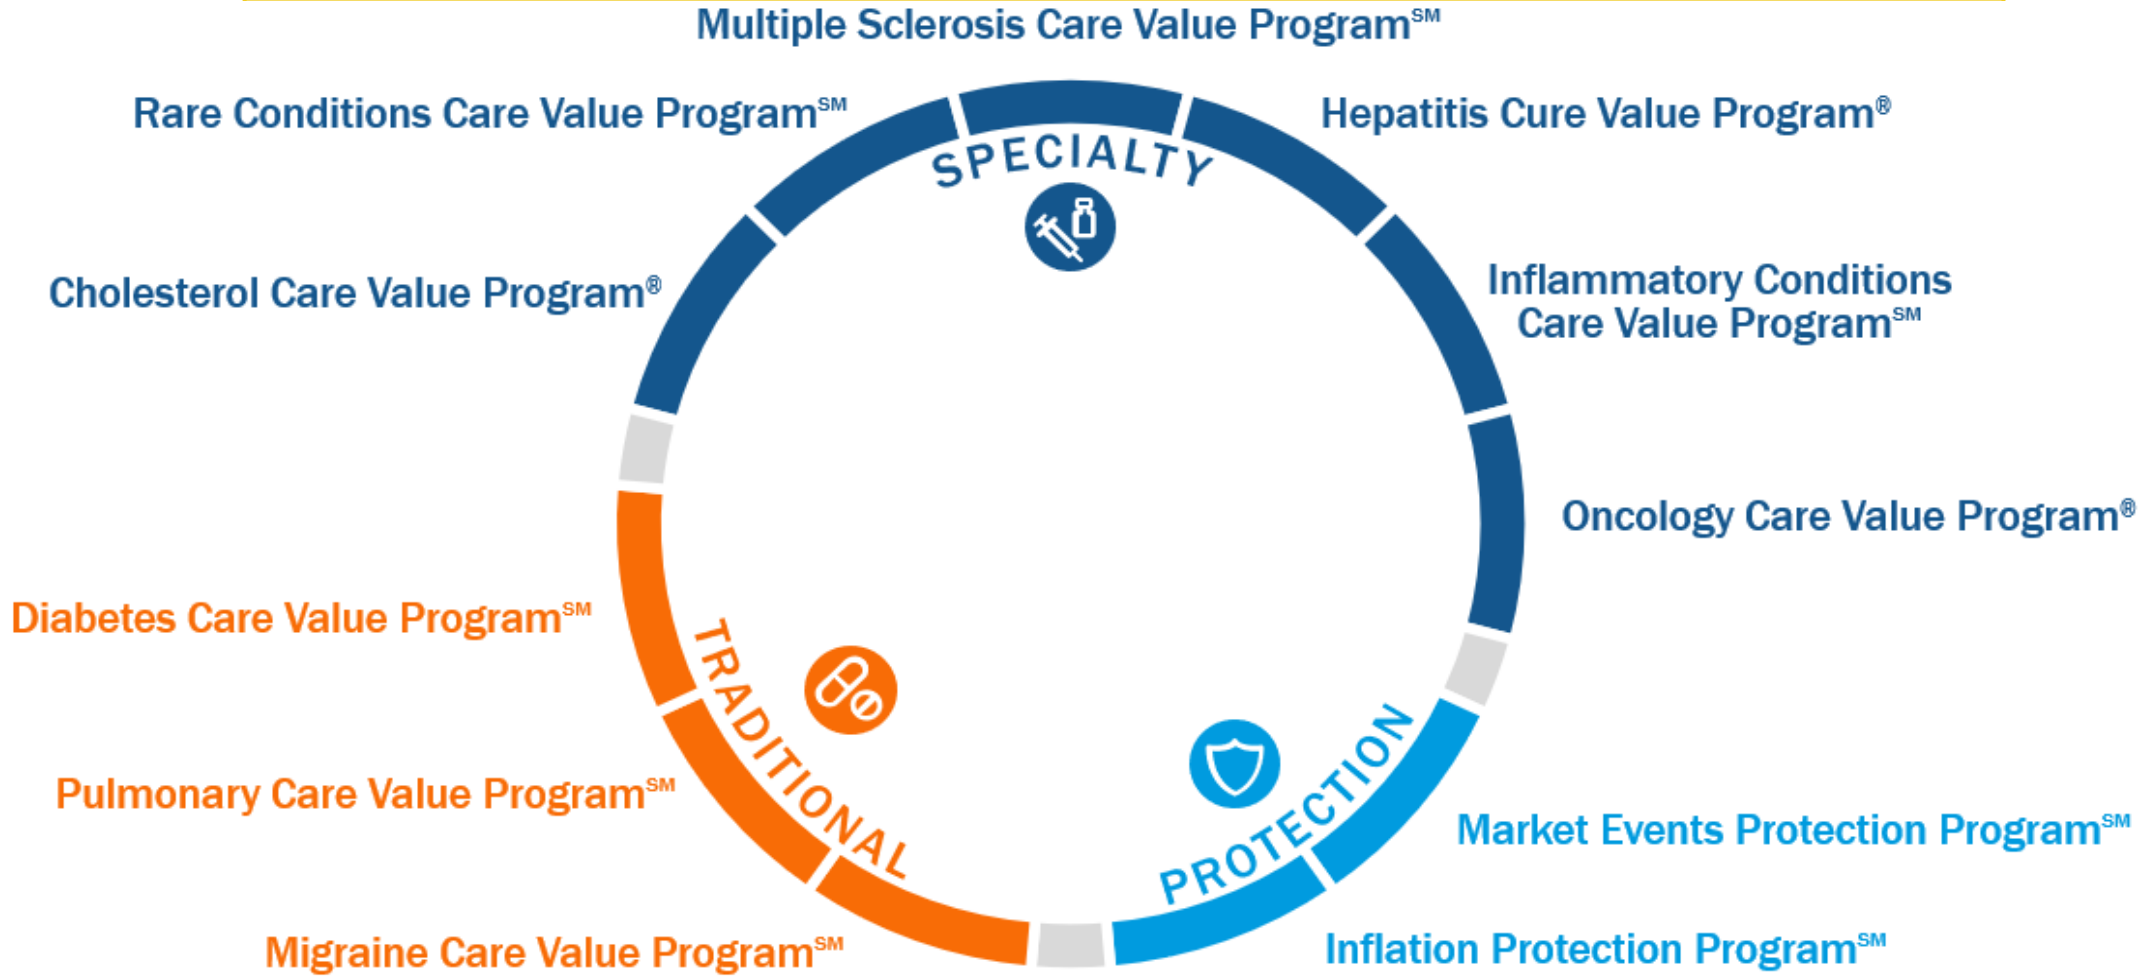 Multiple Sclerosis Care Value Program℠
Rare Conditions Care Value Program℠
Hepatitis Cure Value Program®
SPECIALTY
Cholesterol Care Value Program®
Inflammatory Conditions
Care Value Program℠
Oncology Care Value Program®
Diabetes Care Value Program℠
TRADITIONAL
Pulmonary Care Value Program℠
PROTECTION
Market Events Protection Program℠
Migraine Care Value Program℠
Inflation Protection Program℠